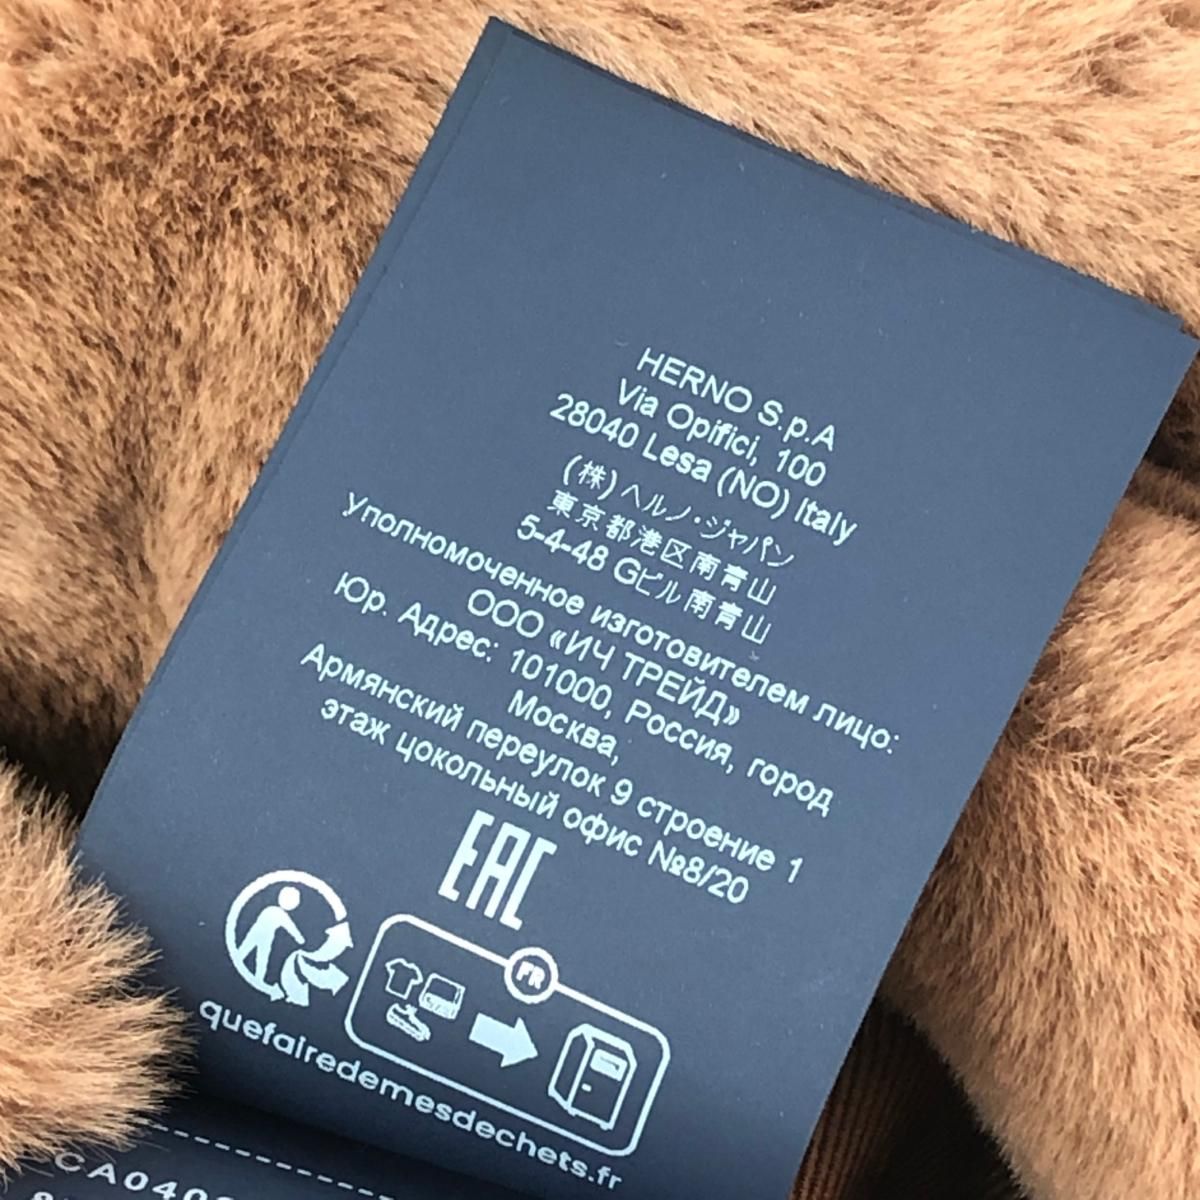 HERNO S.p.A
Via Opifici, 100
28040 Lesa (NO) Italy
(株) ヘルノ・ジャパン
東京都港区南青山
5-4-48 Gビル南青山
Уполномоченное изготовителем лицо:
ООО «ИЧ ТРЕЙД»
Юр. Адрес: 101000, Россия, город
Москва,
Армянский переулок 9 строение 1
этаж цокольный офис №8/20
EAC
FR
quefairedemesdechets.fr